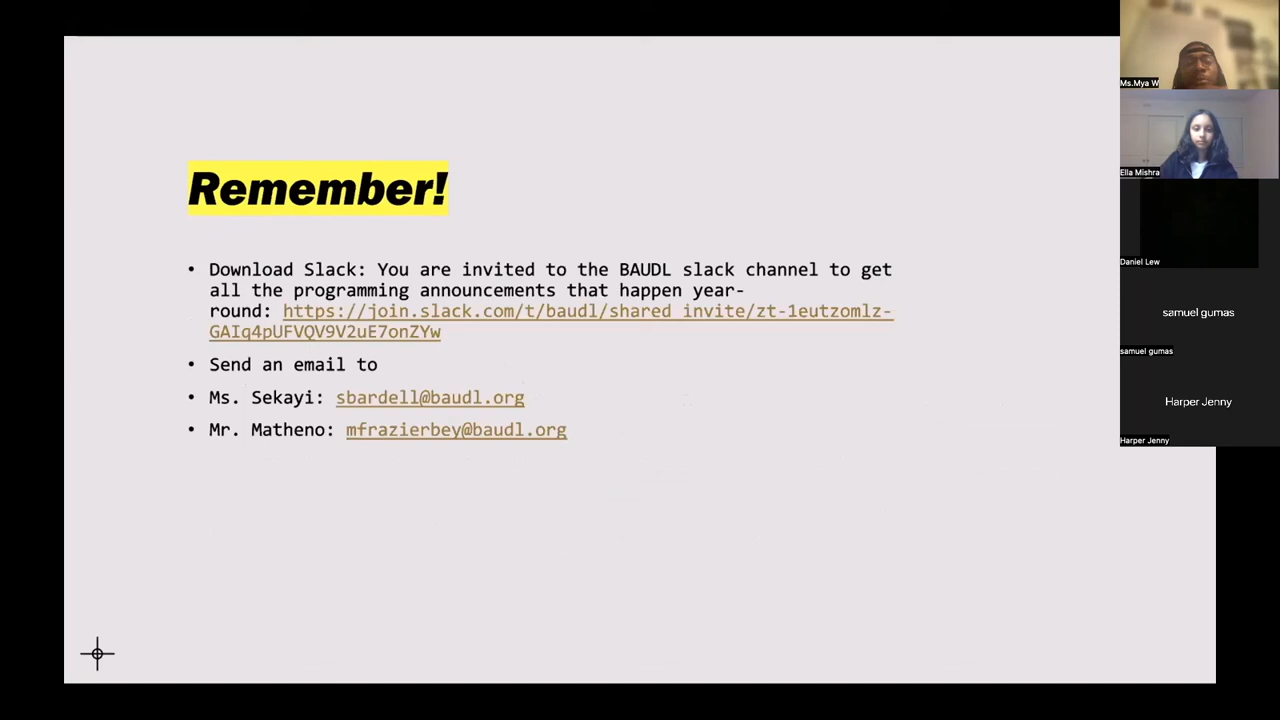 Remember!
• Download Slack: You are invited to the BAUDL slack channel to get
all the programming announcements that happen year-
round: https://join.slack.com/t/baudl/shared_invite/zt-1eutzomlz-
GAIq4pUFVQV9V2uE7onZYw
• Send an email to
• Ms. Sekayi: sbardell@baudl.org
• Mr. Matheno: mfrazierbey@baudl.org
Ms.Mya W
Ella Mishra
Daniel Lew
samuel gumas
samuel gumas
Harper Jenny
Harper Jenny